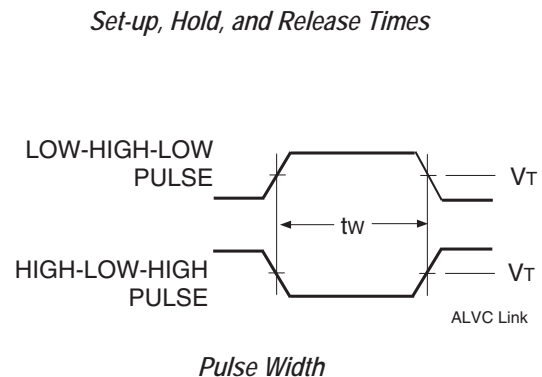 Set-up, Hold, and Release Times
LOW-HIGH-LOW
PULSE
VT
tW
HIGH-LOW-HIGH
PULSE
VT
ALVC Link
Pulse Width